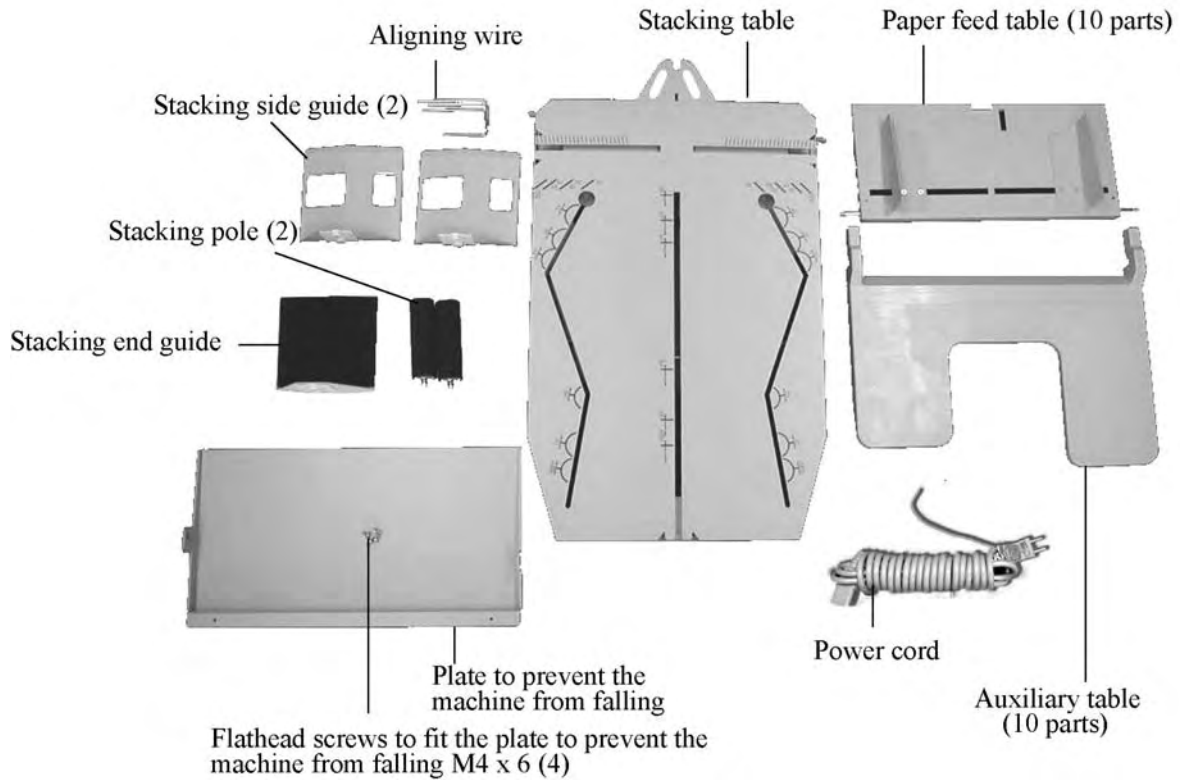 Stacking table
Paper feed table (10 parts)
Aligning wire
Stacking side guide (2)
Stacking pole (2)
Stacking end guide
Power cord
Plate to prevent the
machine from falling
Auxiliary table
(10 parts)
Flathead screws to fit the plate to prevent the
machine from falling M4 x 6 (4)